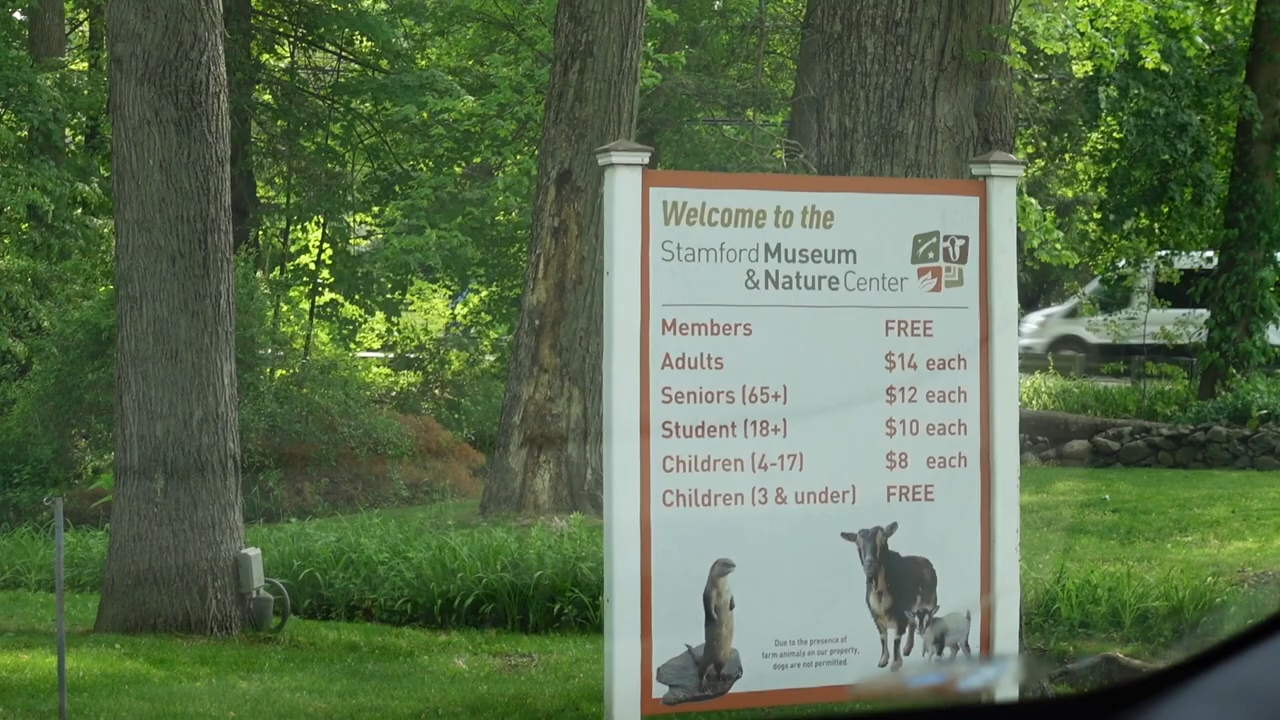 Welcome to the
Stamford Museum
& Nature Center
Members FREE
Adults $14 each
Seniors (65+) $12 each
Student (18+) $10 each
Children (4-17) $8 each
Children (3 & under) FREE
Due to the presence of
farm animals on our property,
dogs are not permitted.